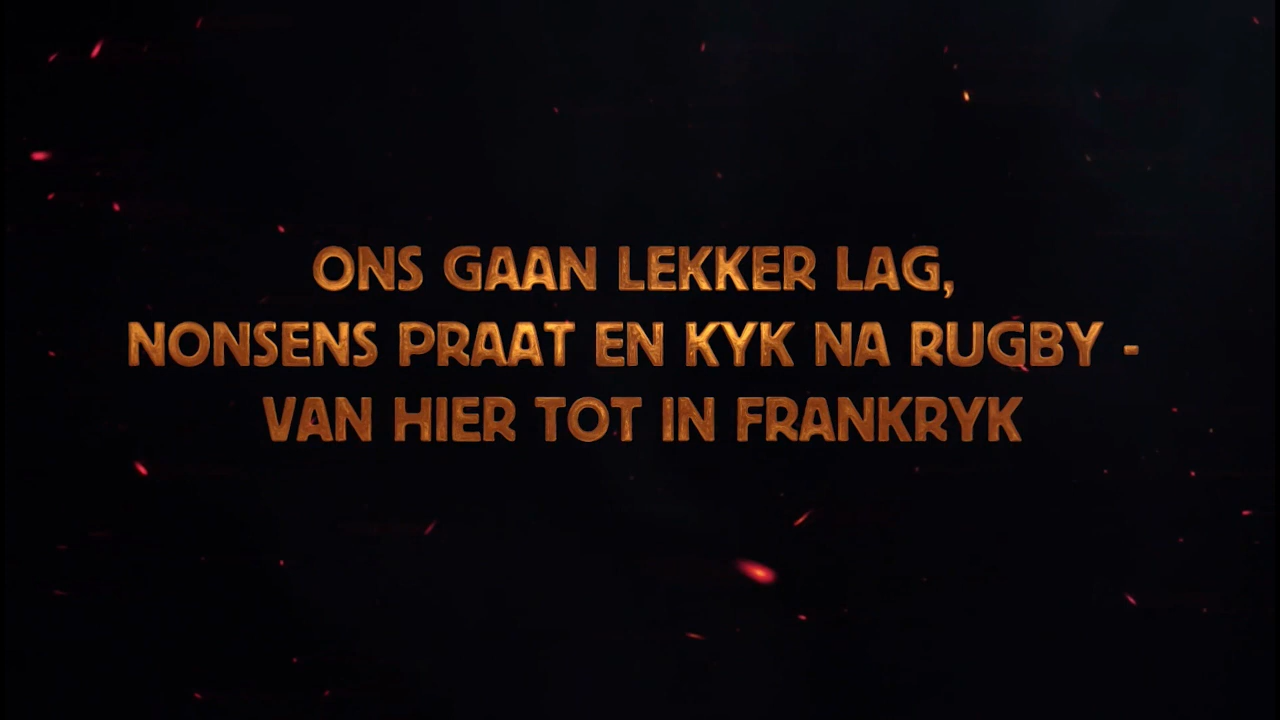 ONS GAAN LEKKER LAG,
NONSENS PRAAT EN KYK NA RUGBY -
VAN HIER TOT IN FRANKRYK